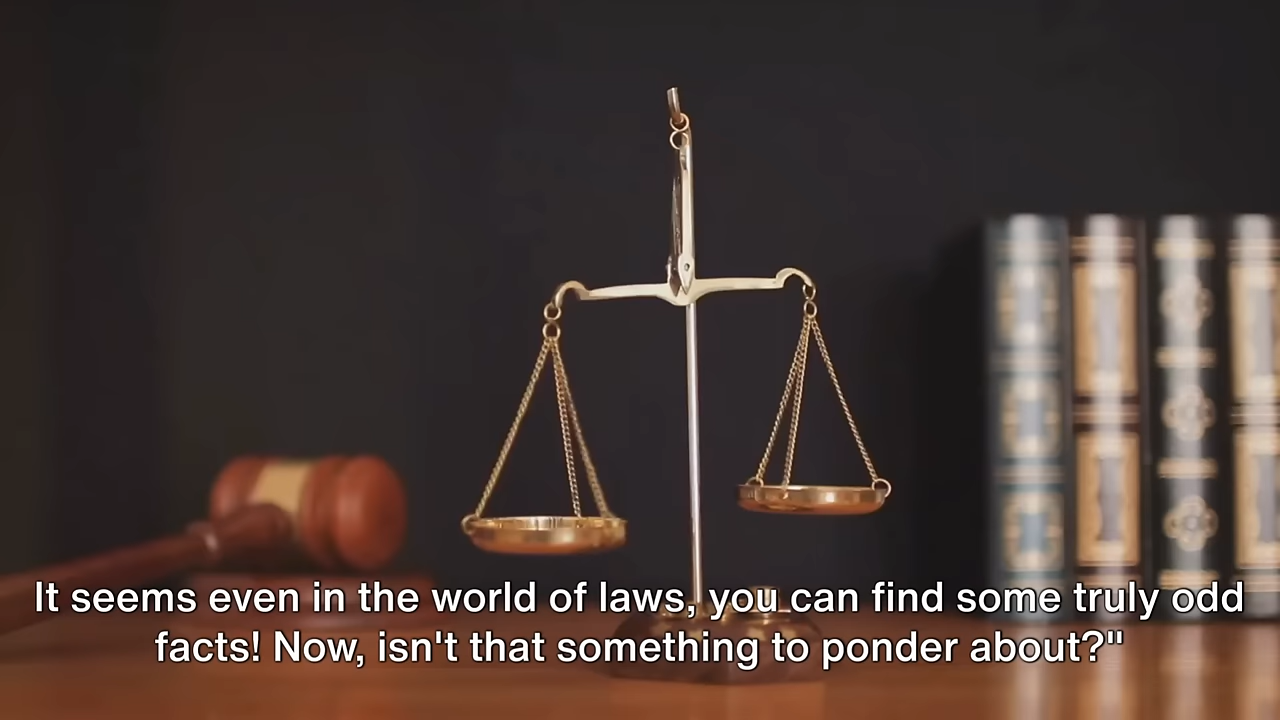 It seems even in the world of laws, you can find some truly odd
facts! Now, isn't that something to ponder about?"